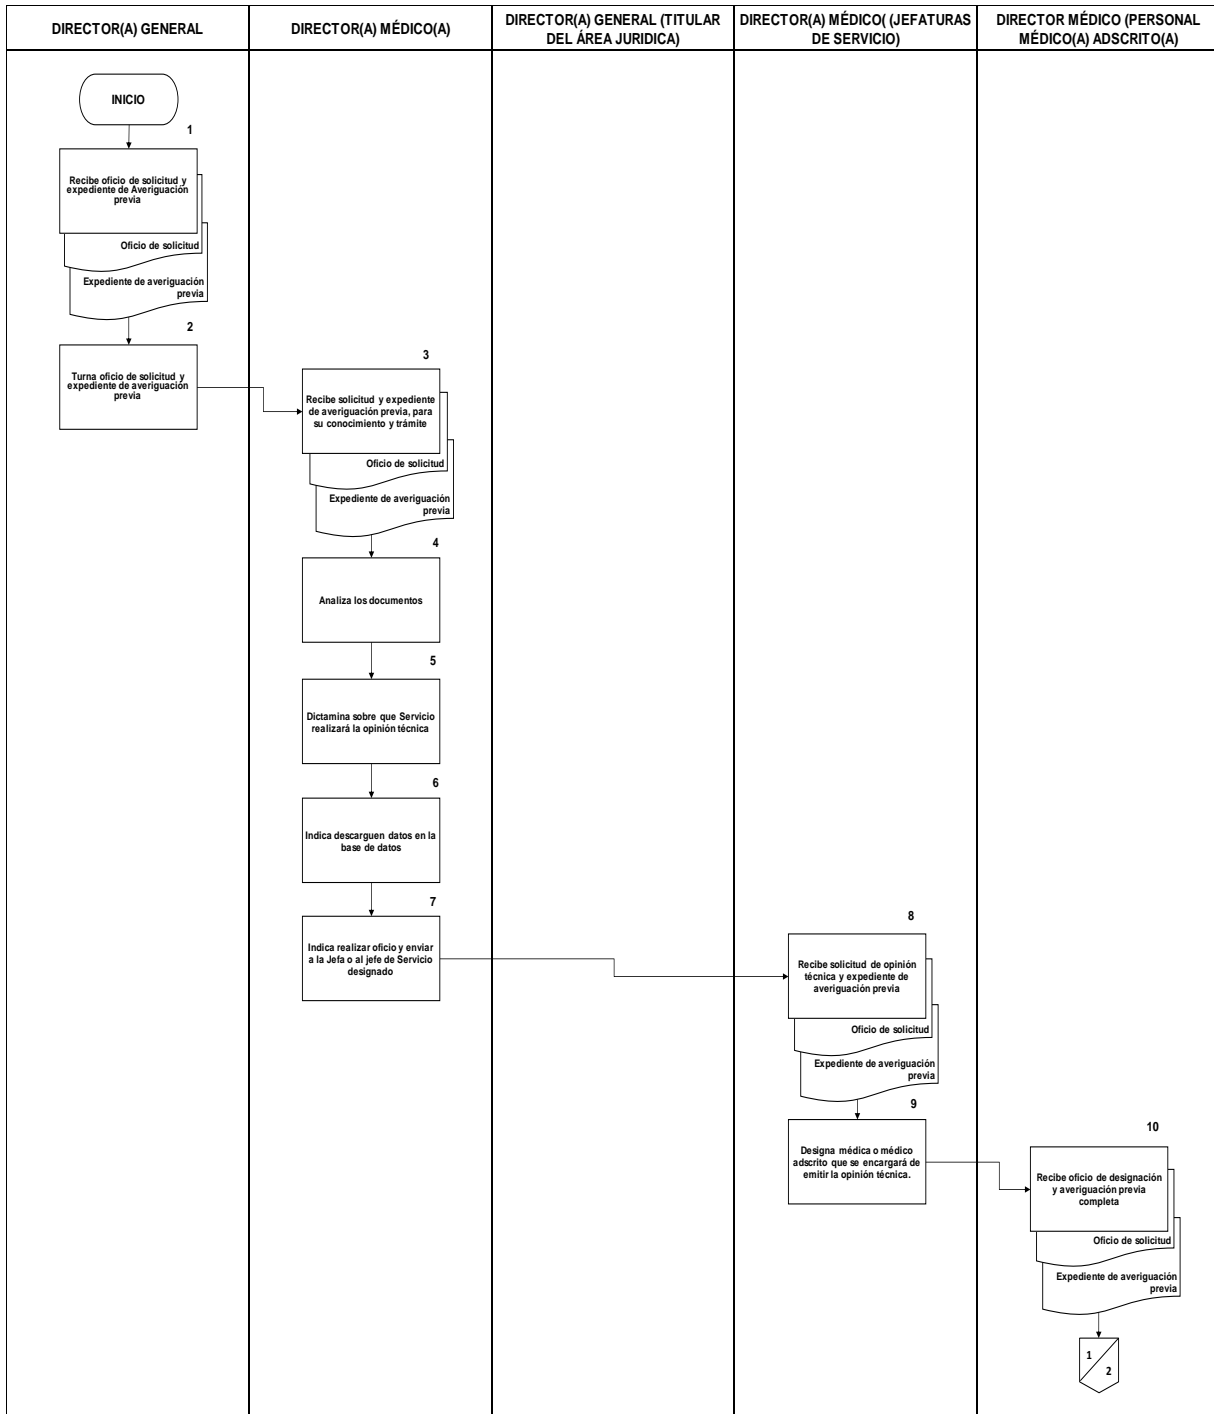 DIRECTOR(A) GENERAL
DIRECTOR(A) MÉDICO(A)
DIRECTOR(A) GENERAL (TITULAR
DEL ÁREA JURIDICA)
DIRECTOR(A) MÉDICO( (JEFATURAS
DE SERVICIO)
DIRECTOR MÉDICO (PERSONAL
MÉDICO(A) ADSCRITO(A)
INICIO
1
Recibe oficio de solicitud y
expediente de Averiguación
previa
Oficio de solicitud
Expediente de averiguación
previa
2
Turna oficio de solicitud y
expediente de averiguación
previa
3
Recibe solicitud y expediente
de averiguación previa, para
su conocimiento y trámite
Oficio de solicitud
Expediente de averiguación
previa
4
Analiza los documentos
5
Dictamina sobre que Servicio
realizará la opinión técnica
6
Indica descarguen datos en la
base de datos
7
Indica realizar oficio y enviar
a la Jefa o al jefe de Servicio
designado
8
Recibe solicitud de opinión
técnica y expediente de
averiguación previa
Oficio de solicitud
Expediente de averiguación
previa
9
Designa médica o médico
adscrito que se encargará de
emitir la opinión técnica.
10
Recibe oficio de designación
y averiguación previa
completa
Oficio de solicitud
Expediente de averiguación
previa
1
2